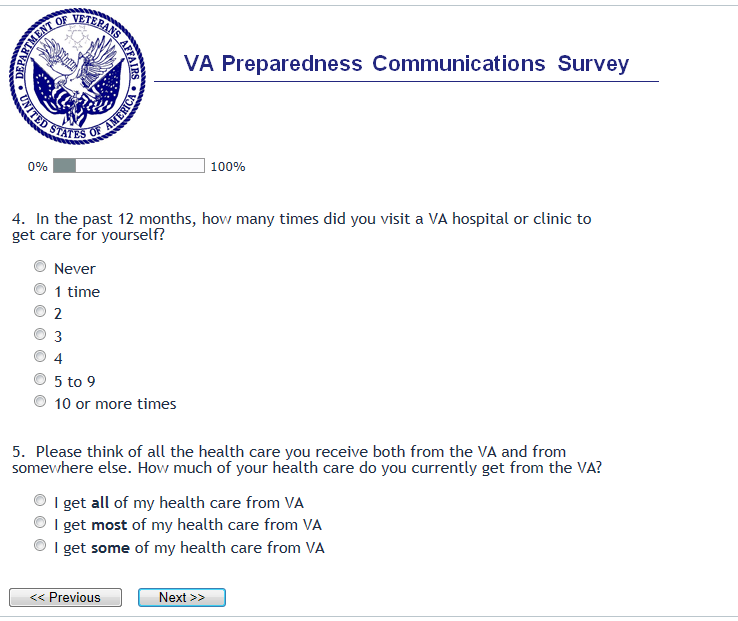 DEPARTMENT OF VETERANS AFFAIRS
UNITED STATES OF AMERICA
VA Preparedness Communications Survey
0% 100%
4. In the past 12 months, how many times did you visit a VA hospital or clinic to
get care for yourself?
Never
1 time
2
3
4
5 to 9
10 or more times
5. Please think of all the health care you receive both from the VA and from
somewhere else. How much of your health care do you currently get from the VA?
I get all of my health care from VA
I get most of my health care from VA
I get some of my health care from VA
<< Previous Next >>